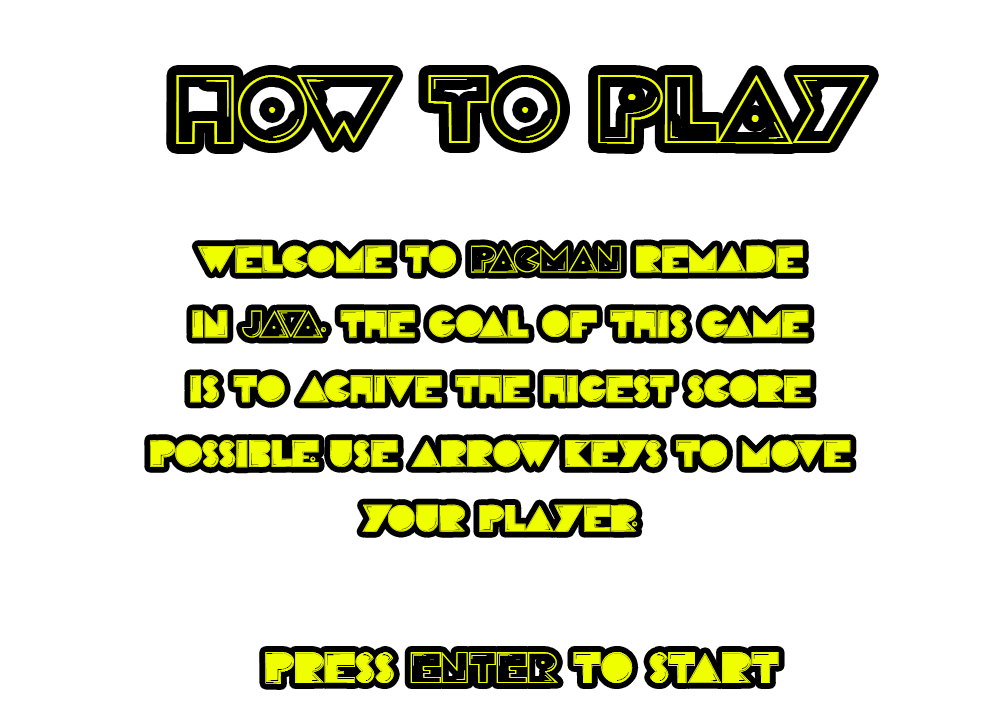 HOW TO PLAY
WELCOME TO PACMAN REMADE
IN JAVA. THE GOAL OF THIS GAME
IS TO ACHIVE THE HIGEST SCORE
POSSIBLE. USE ARROW KEYS TO MOVE
YOUR PLAYER.
PRESS ENTER TO START